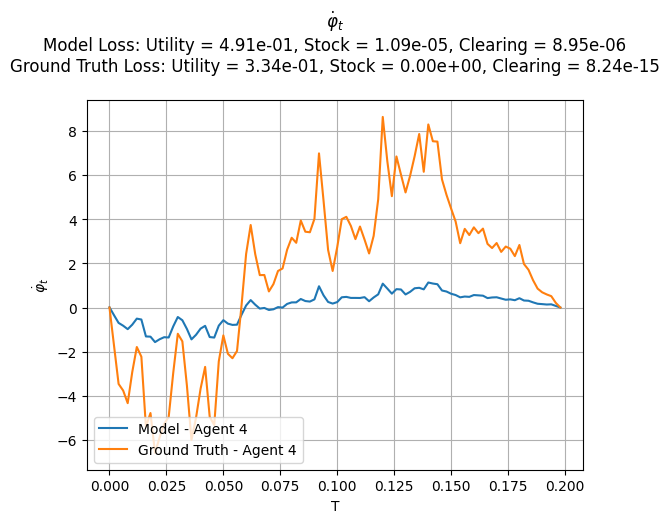 φ̇ₜ
Model Loss: Utility = 4.91e-01, Stock = 1.09e-05, Clearing = 8.95e-06
Ground Truth Loss: Utility = 3.34e-01, Stock = 0.00e+00, Clearing = 8.24e-15
8
6
4
2
0
−2
−4
−6
φ̇ₜ
Model - Agent 4
Ground Truth - Agent 4
0.000 0.025 0.050 0.075 0.100 0.125 0.150 0.175 0.200
T